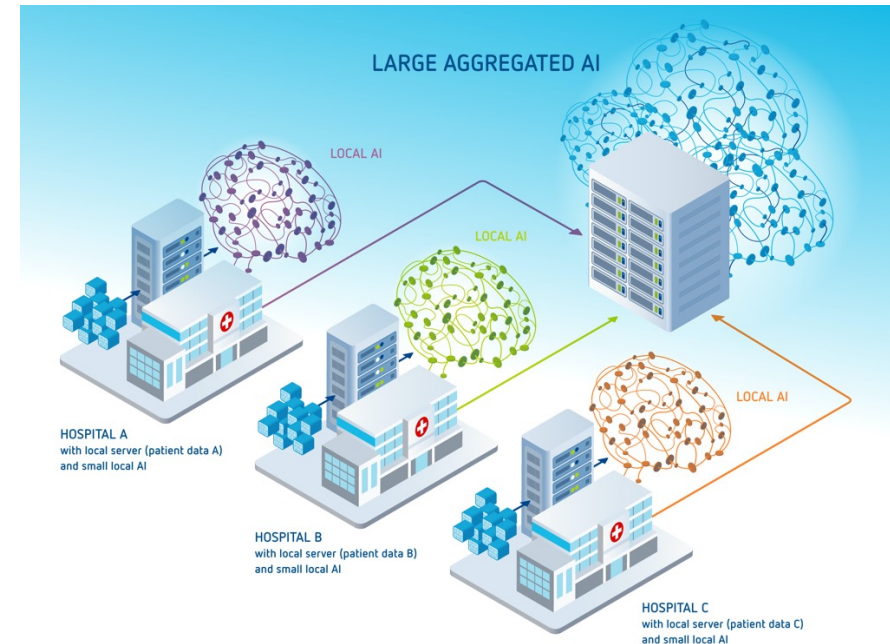 LARGE AGGREGATED AI
LOCAL AI
LOCAL AI
LOCAL AI
HOSPITAL A
with local server (patient data A)
and small local AI
HOSPITAL B
with local server (patient data B)
and small local AI
HOSPITAL C
with local server (patient data C)
and small local AI